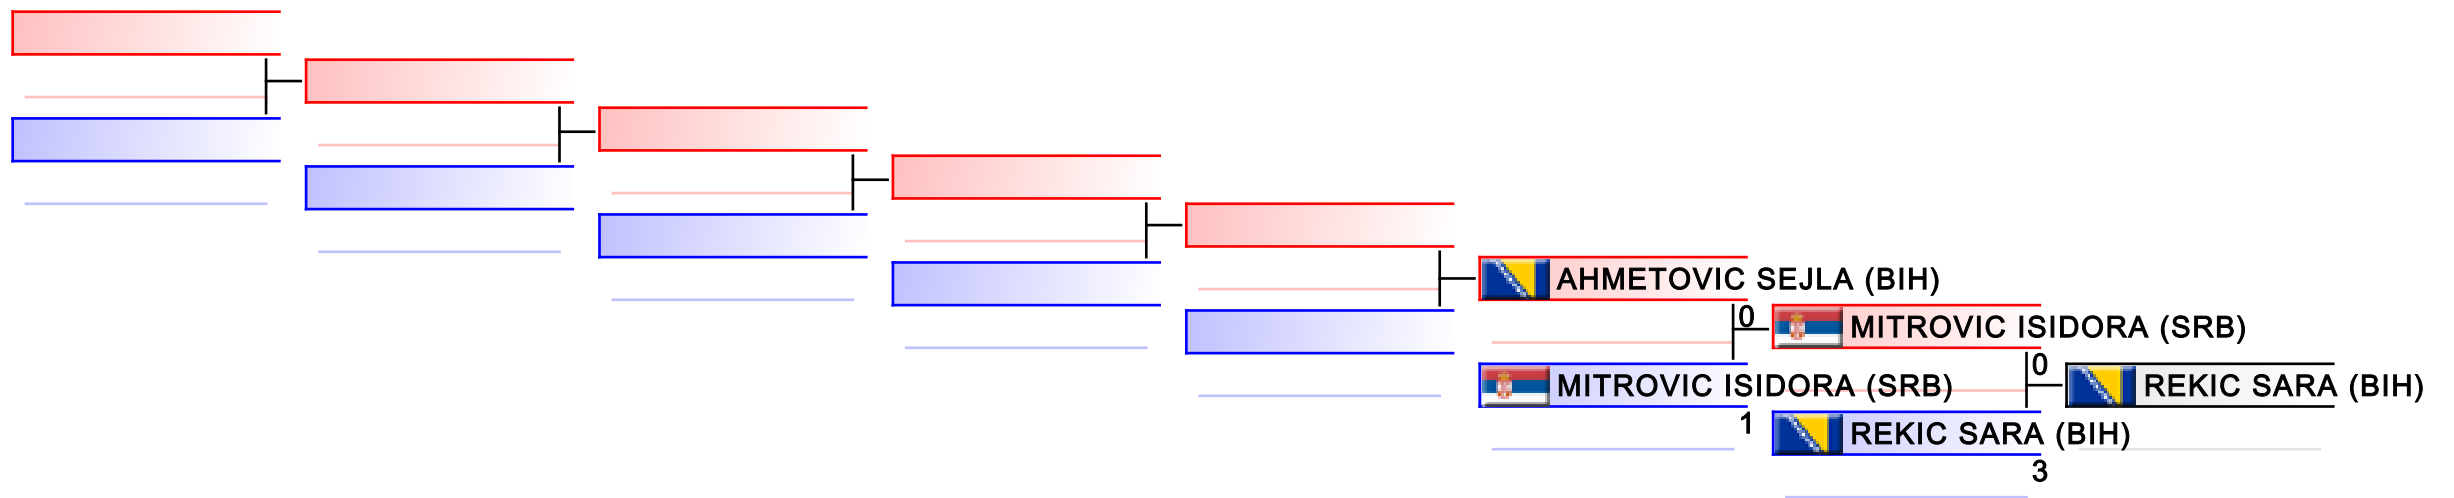 AHMETOVIC SEJLA (BIH)
0
MITROVIC ISIDORA (SRB)
1
MITROVIC ISIDORA (SRB)
0
REKIC SARA (BIH)
3
REKIC SARA (BIH)